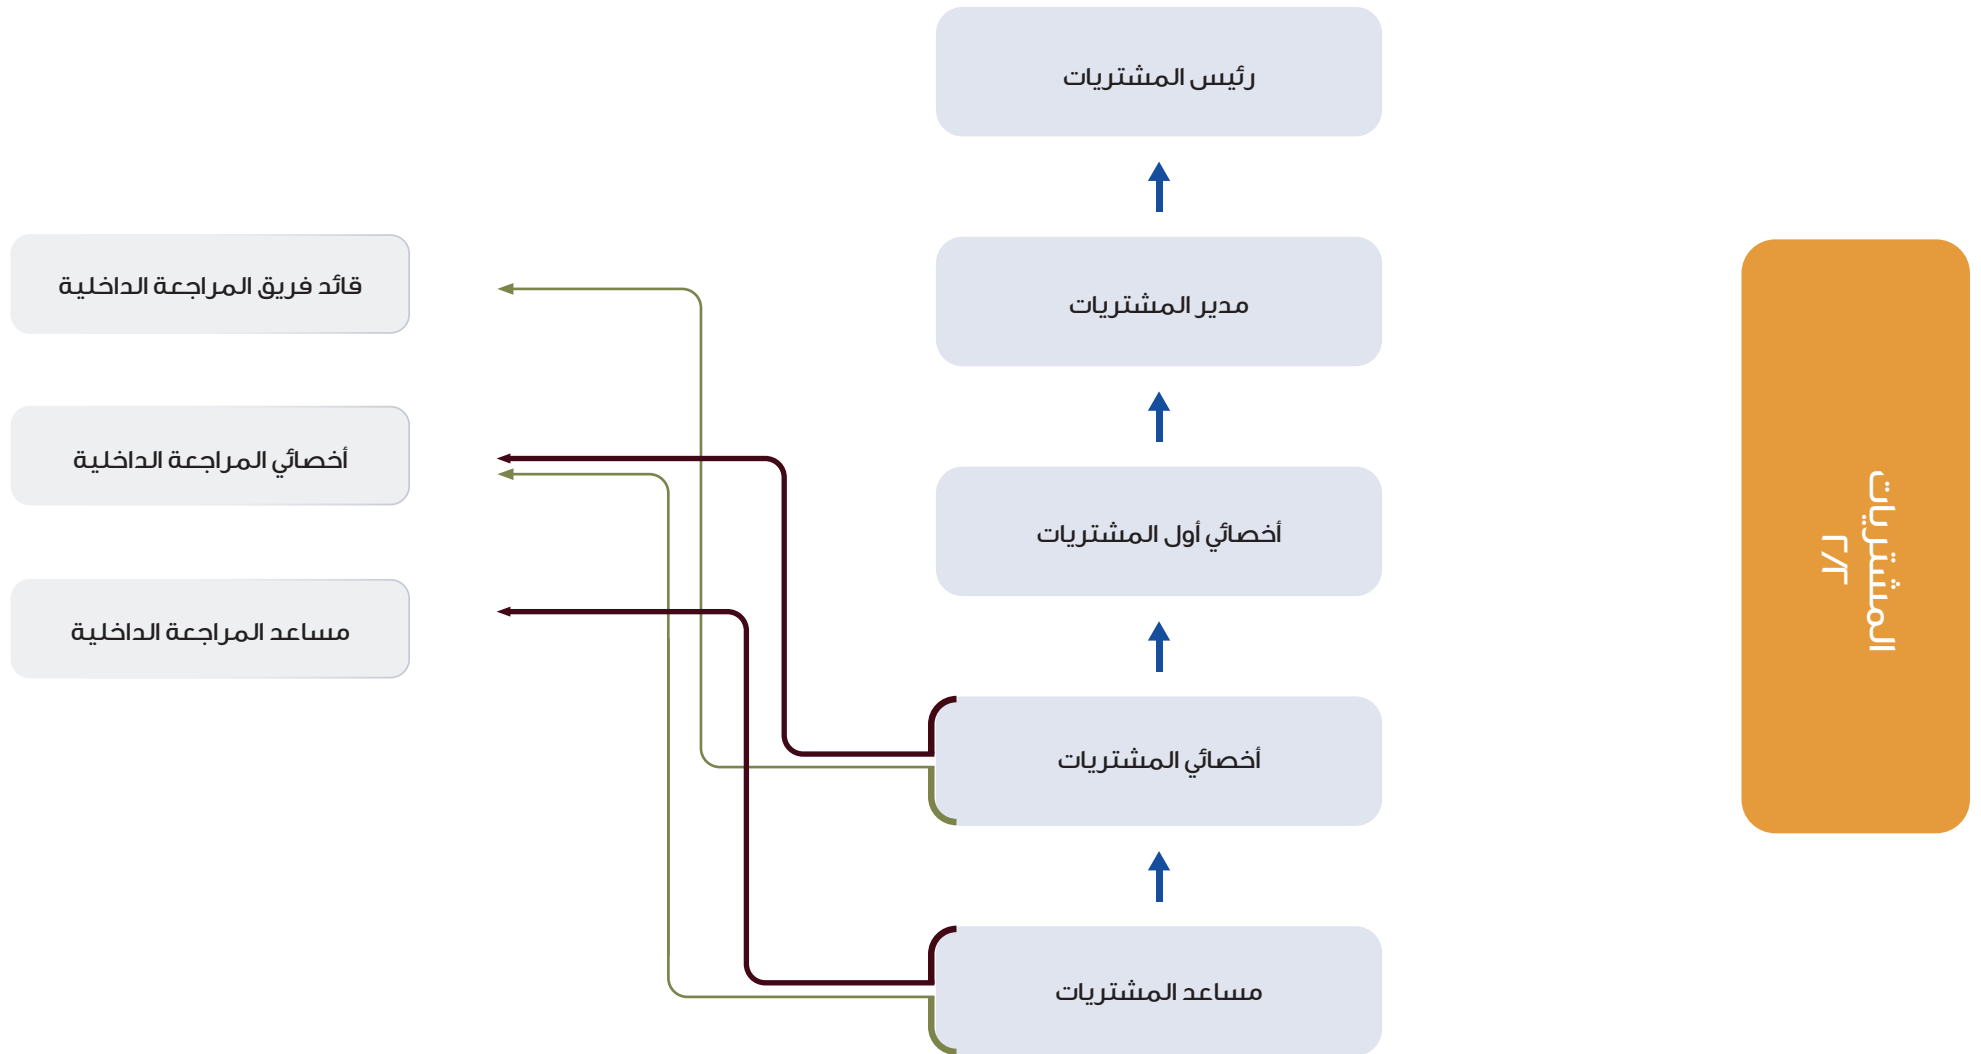 رئيس المشتريات
مدير المشتريات
أخصائي أول المشتريات
أخصائي المشتريات
مساعد المشتريات
المشتريات
٢/٢
قائد فريق المراجعة الداخلية
أخصائي المراجعة الداخلية
مساعد المراجعة الداخلية